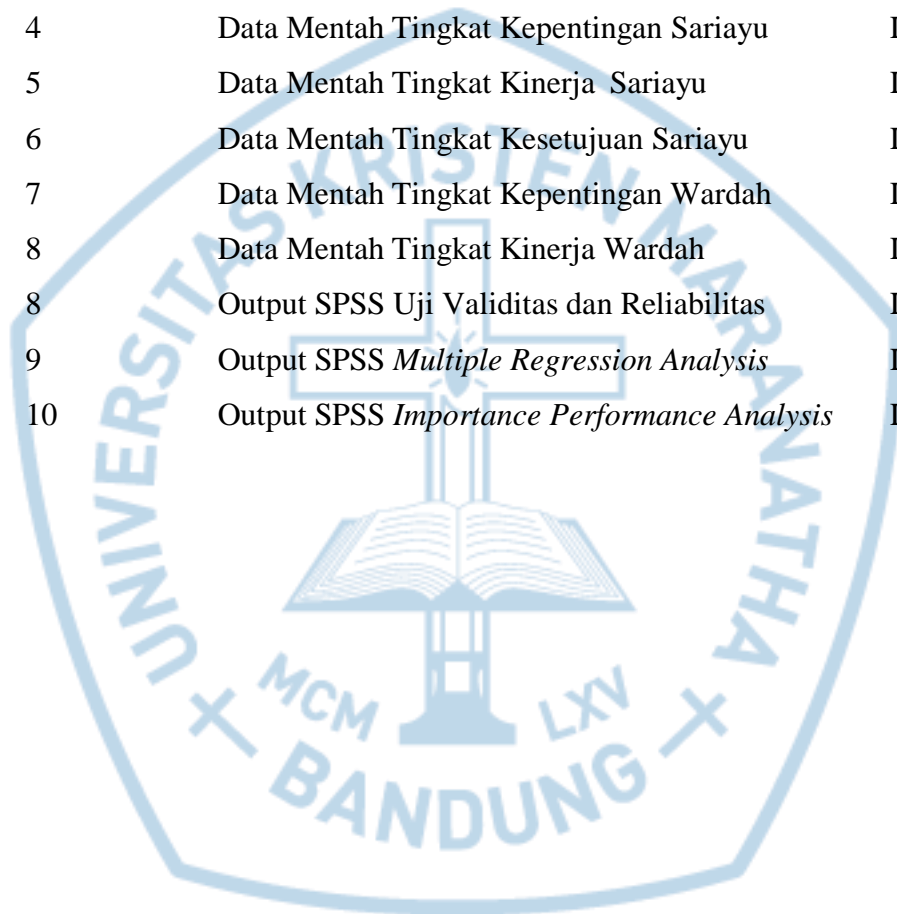 4 Data Mentah Tingkat Kepentingan Sariayu
5 Data Mentah Tingkat Kinerja Sariayu
6 Data Mentah Tingkat Kesetujuan Sariayu
7 Data Mentah Tingkat Kepentingan Wardah
8 Data Mentah Tingkat Kinerja Wardah
8 Output SPSS Uji Validitas dan Reliabilitas
9 Output SPSS Multiple Regression Analysis
10 Output SPSS Importance Performance Analysis
UNIVERSITAS KRISTEN MARANATHA
MCM LXV
BANDUNG